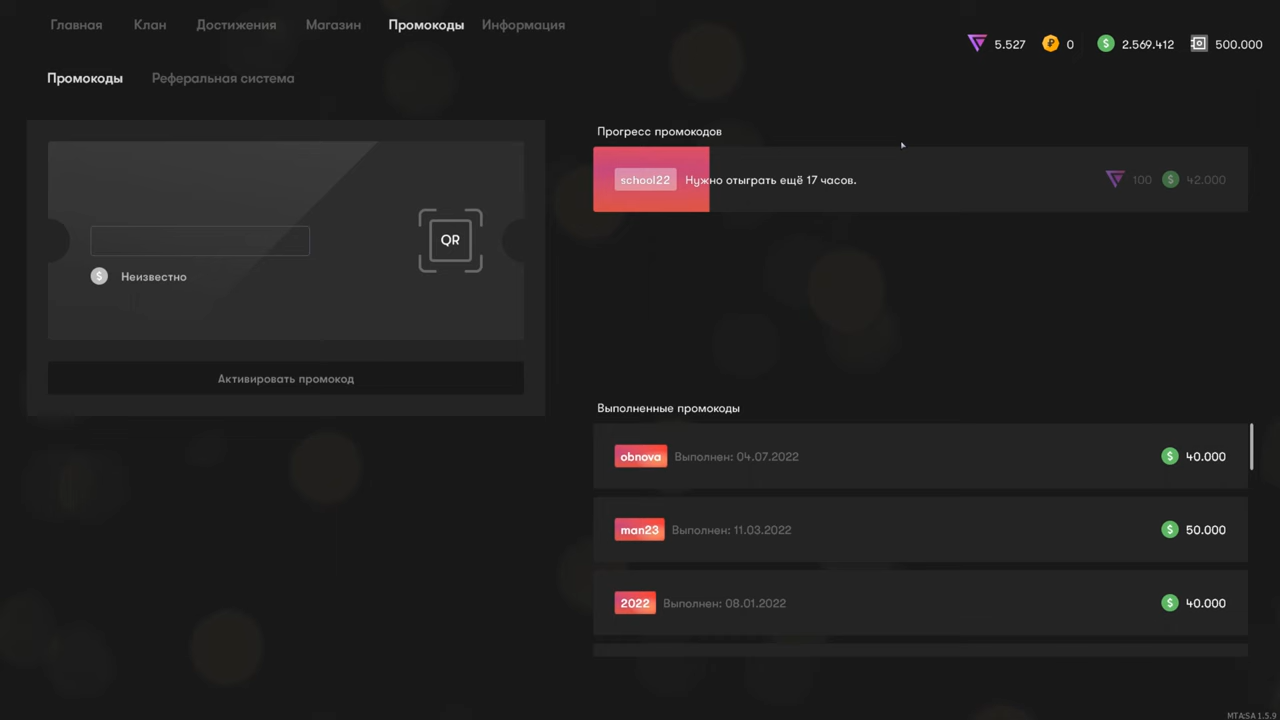 Главная Клан Достижения Магазин Промокоды Информация
5.527 ₽ 0 $ 2.569.412 500.000
Промокоды Реферальная система
QR
$ Неизвестно
Активировать промокод
Прогресс промокодов
school22 Нужно отыграть ещё 17 часов. 100 $ 42.000
Выполненные промокоды
obnova Выполнен: 04.07.2022 $ 40.000
man23 Выполнен: 11.03.2022 $ 50.000
2022 Выполнен: 08.01.2022 $ 40.000
MTA:SA 1.5.9